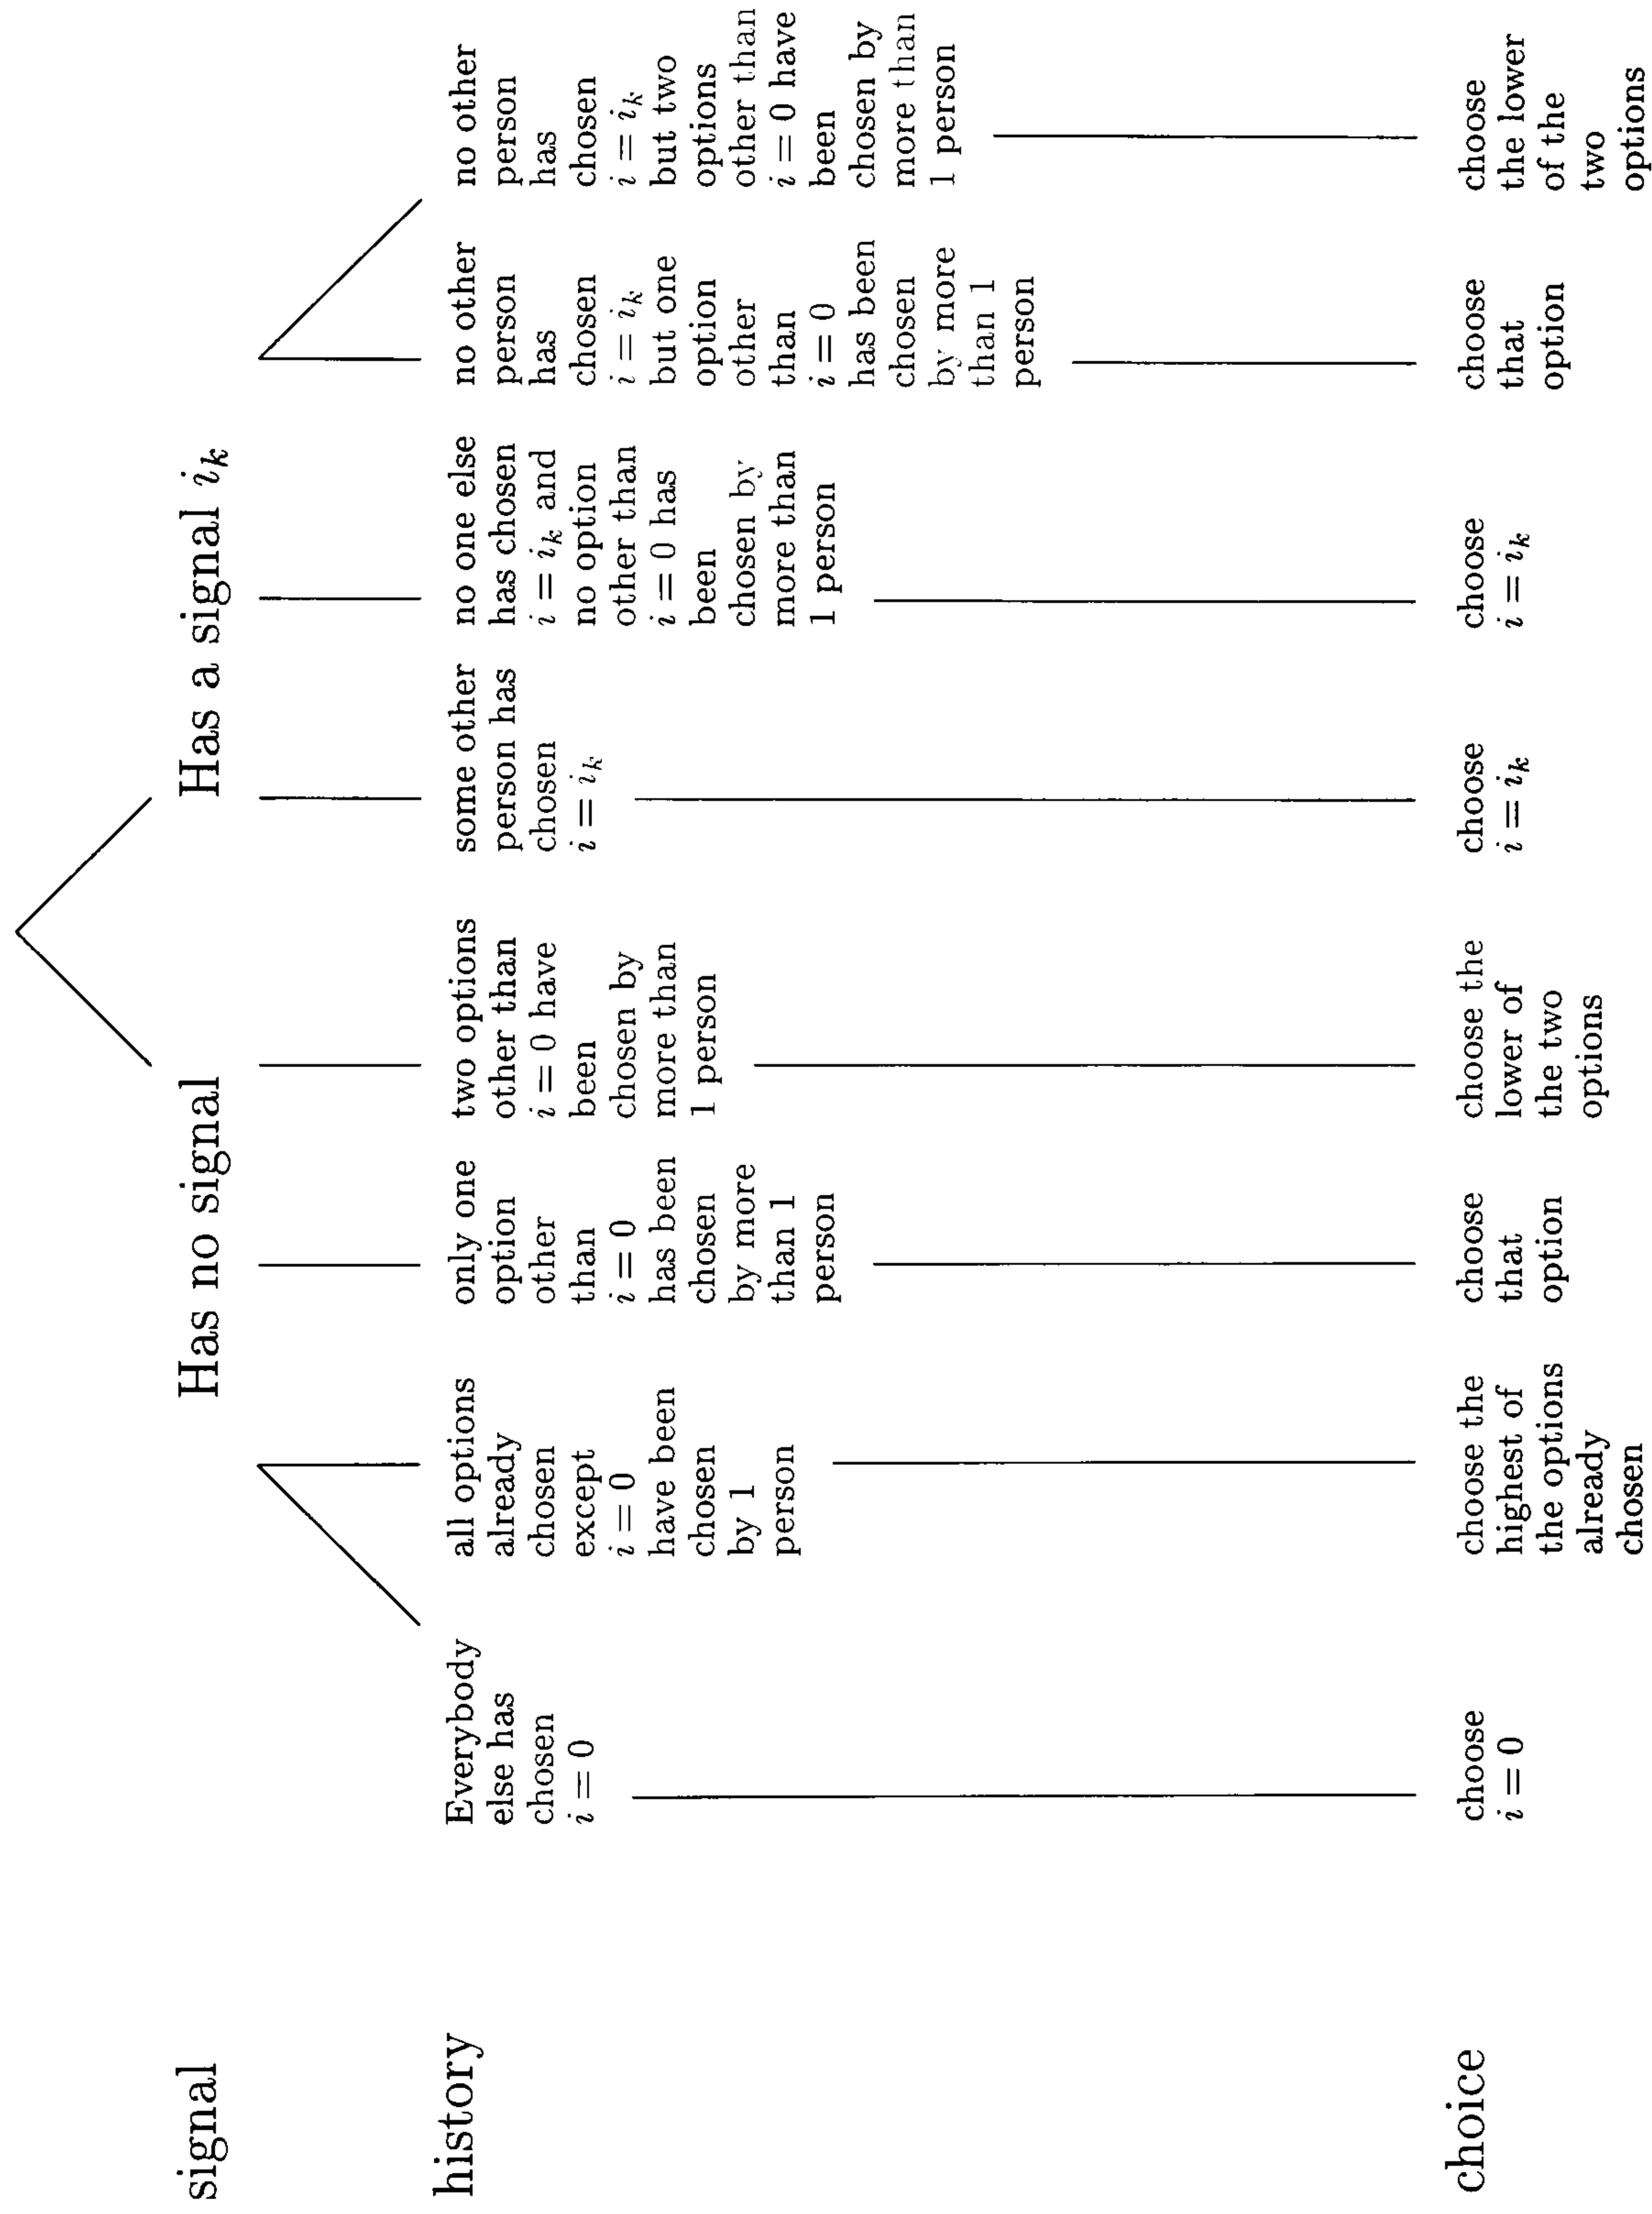 signal
Has no signal
Has a signal i_k
history
Everybody
else has
chosen
i = 0
all options
already
chosen
except
i = 0
have been
chosen
by 1
person
only one
option
other
than
i = 0
has been
chosen
by more
than 1
person
two options
other than
i = 0 have
been
chosen by
more than
1 person
some other
person has
chosen
i = i_k
no one else
has chosen
i = i_k and
no option
other than
i = 0 has
been
chosen by
more than
1 person
no other
person
has
chosen
i = i_k
but one
option
other
than
i = 0
has been
chosen
by more
than 1
person
no other
person
has
chosen
i = i_k
but two
options
other than
i = 0 have
been
chosen by
more than
1 person
choice
choose
i = 0
choose the
highest of
the options
already
chosen
choose
that
option
choose the
lower of
the two
options
choose
i = i_k
choose
i = i_k
choose
that
option
choose
the lower
of the
two
options